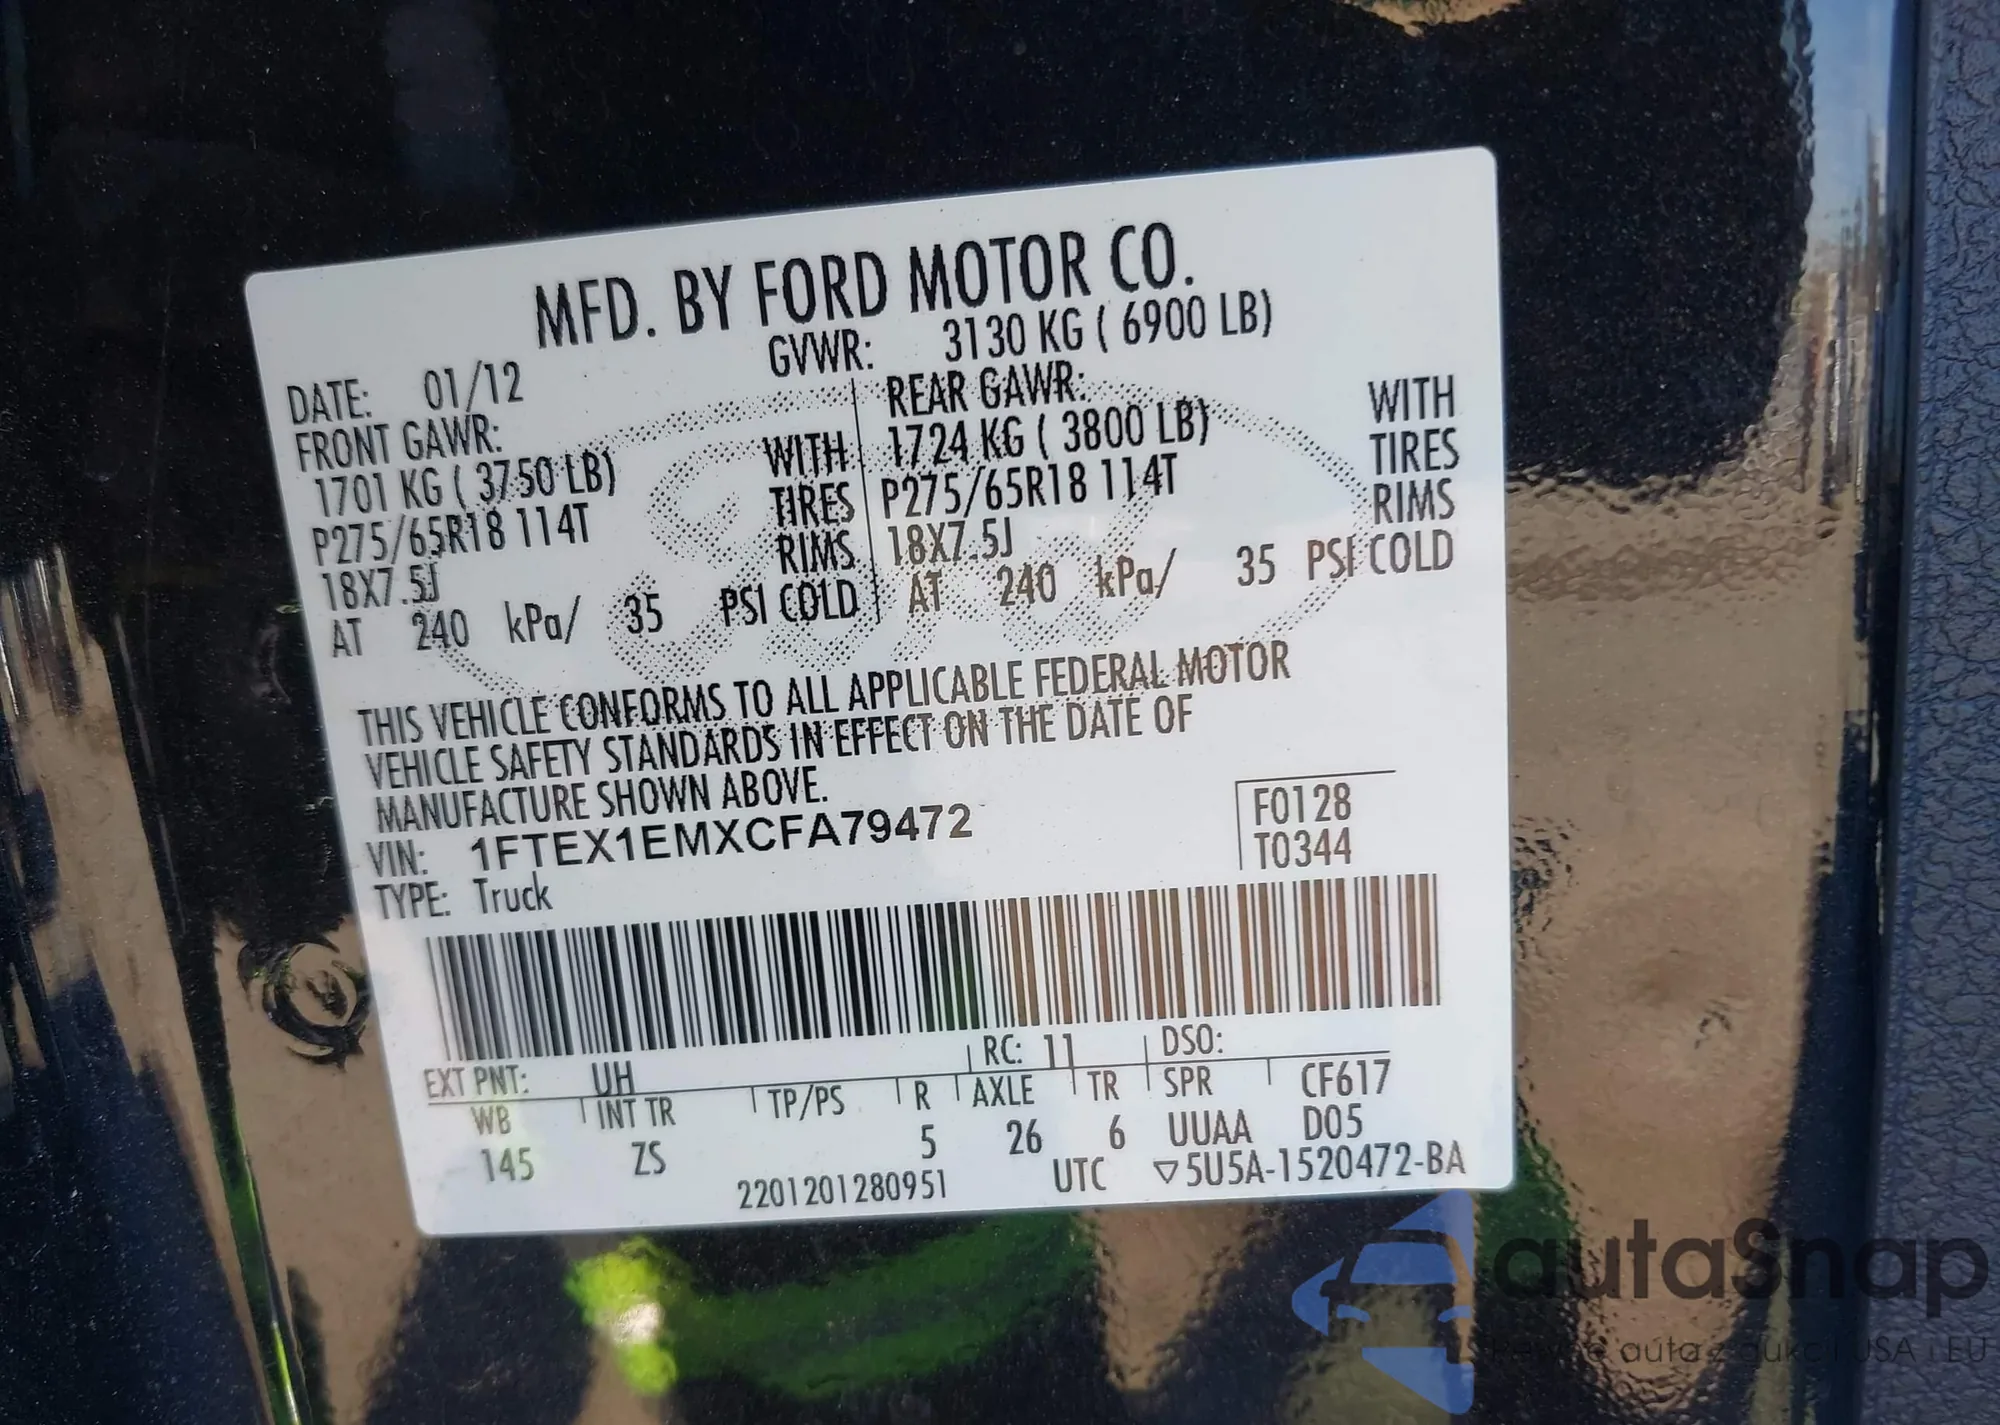 MFD. BY FORD MOTOR CO.
DATE: 01/12 GVWR: 3130 KG ( 6900 LB)
FRONT GAWR: REAR GAWR:
1701 KG ( 3750 LB) WITH 1724 KG ( 3800 LB) WITH
P275/65R18 114T TIRES P275/65R18 114T TIRES
18X7.5J RIMS 18X7.5J RIMS
AT 240 kPa/ 35 PSI COLD AT 240 kPa/ 35 PSI COLD
THIS VEHICLE CONFORMS TO ALL APPLICABLE FEDERAL MOTOR
VEHICLE SAFETY STANDARDS IN EFFECT ON THE DATE OF
MANUFACTURE SHOWN ABOVE.
VIN: 1FTEX1EMXCFA79472 F0128
TYPE: Truck T0344
EXT PNT: UH RC: 11 DSO:
WB INT TR TP/PS R AXLE TR SPR CF617
145 ZS 5 26 6 UUAA D05
2201201280951 UTC ▽5U5A-1520472-BA
autaSnap
auta z USA i EU